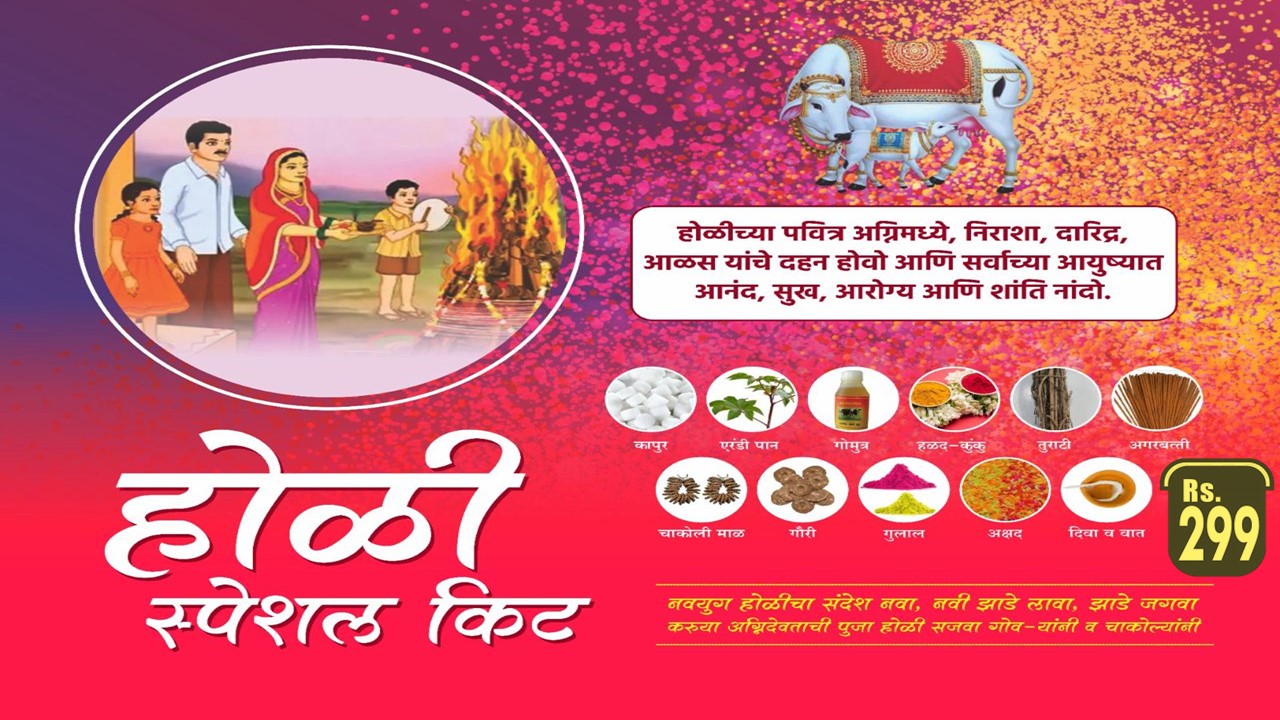 होळी
स्पेशल किट
होळीच्या पवित्र अग्निमध्ये, निराशा, दारिद्र,
आळस यांचे दहन होवो आणि सर्वांच्या आयुष्यात
आनंद, सुख, आरोग्य आणि शांति नांदो.
कापुर एरंडी पान गोमुत्र हळद-कुंकु तुराटी अगरबत्ती
चाकोली माळ गौरी गुलाल अक्षद दिवा व वात
Rs.
299
नवयुग होळीचा संदेश नवा, नवी झाडे लावा, झाडे जगवा
करुया अग्निदेवताची पुजा होळी सजवा गोव-यांनी व चाकोल्यांनी